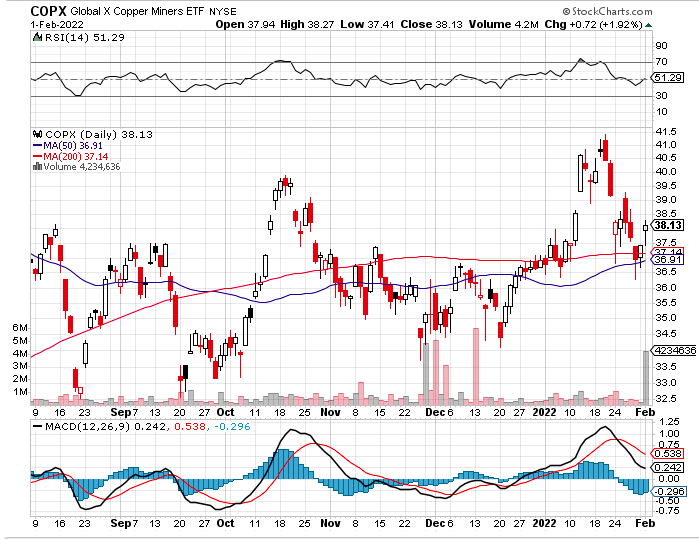 COPX Global X Copper Miners ETF NYSE © StockCharts.com
1-Feb-2022 Open 37.94 High 38.27 Low 37.41 Close 38.13 Volume 4.2M Chg +0.72 (+1.92%)
RSI(14) 51.29
90
70
51.29
30
10
COPX (Daily) 38.13
MA(50) 36.91
MA(200) 37.14
Volume 4,234,636
41.5
41.0
40.5
40.0
39.5
39.0
38.5
38.13
37.5
37.14
36.91
36.5
36.0
35.5
35.0
34.5
4234636
33.5
33.0
32.5
6M
5M
4M
3M
2M
1M
9 16 23 Sep 7 13 20 27 Oct 11 18 25 Nov 8 15 22 Dec 6 13 20 27 2022 10 18 24 Feb
MACD(12,26,9) 0.242, 0.538, -0.296
1.25
1.00
0.75
0.538
0.242
0.00
-0.296
-0.50
-0.75
9 16 23 Sep 7 13 20 27 Oct 11 18 25 Nov 8 15 22 Dec 6 13 20 27 2022 10 18 24 Feb